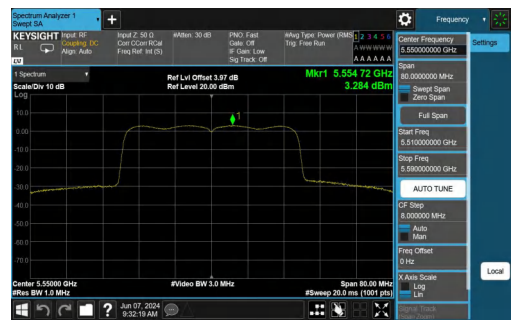 Spectrum Analyzer 1
Swept SA
+
Frequency
KEYSIGHT
RL
LV
Input: RF
Coupling: DC
Align: Auto
Input Z: 50 Ω
Corr CCorr RCal
Freq Ref: Int (S)
#Atten: 30 dB
PNO: Fast
Gate: Off
IF Gain: Low
Sig Track: Off
#Avg Type: Power (RMS
Trig: Free Run
1 2 3 4 5 6
A W W W W W
A A A A A A
Center Frequency
5.550000000 GHz
Settings
Span
80.0000000 MHz
Swept Span
Zero Span
Full Span
Start Freq
5.510000000 GHz
Stop Freq
5.590000000 GHz
AUTO TUNE
CF Step
8.000000 MHz
Auto
Man
Freq Offset
0 Hz
X Axis Scale
Log
Lin
Local
1 Spectrum
Scale/Div 10 dB
Log
Ref Lvl Offset 3.97 dB
Ref Level 20.00 dBm
Mkr1 5.554 72 GHz
3.284 dBm
1
10.0
0.00
-10.0
-20.0
-30.0
-40.0
-50.0
-60.0
-70.0
Center 5.55000 GHz
#Res BW 1.0 MHz
#Video BW 3.0 MHz
Span 80.00 MHz
#Sweep 20.0 ms (1001 pts)
?
Jun 07, 2024
9:32:19 AM